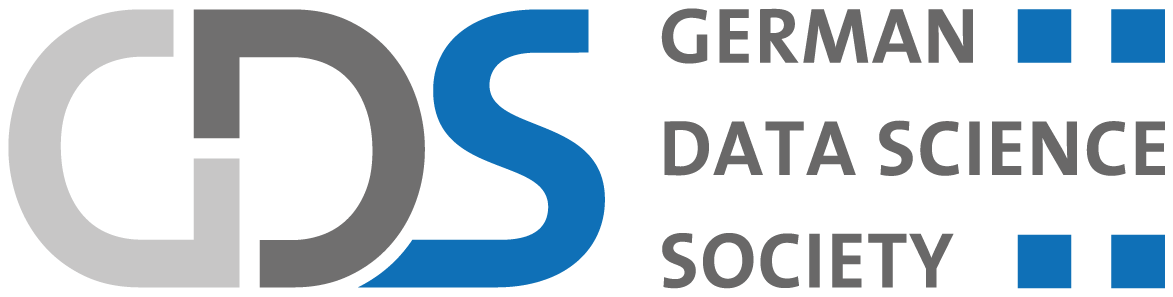 GDS
GERMAN
DATA SCIENCE
SOCIETY